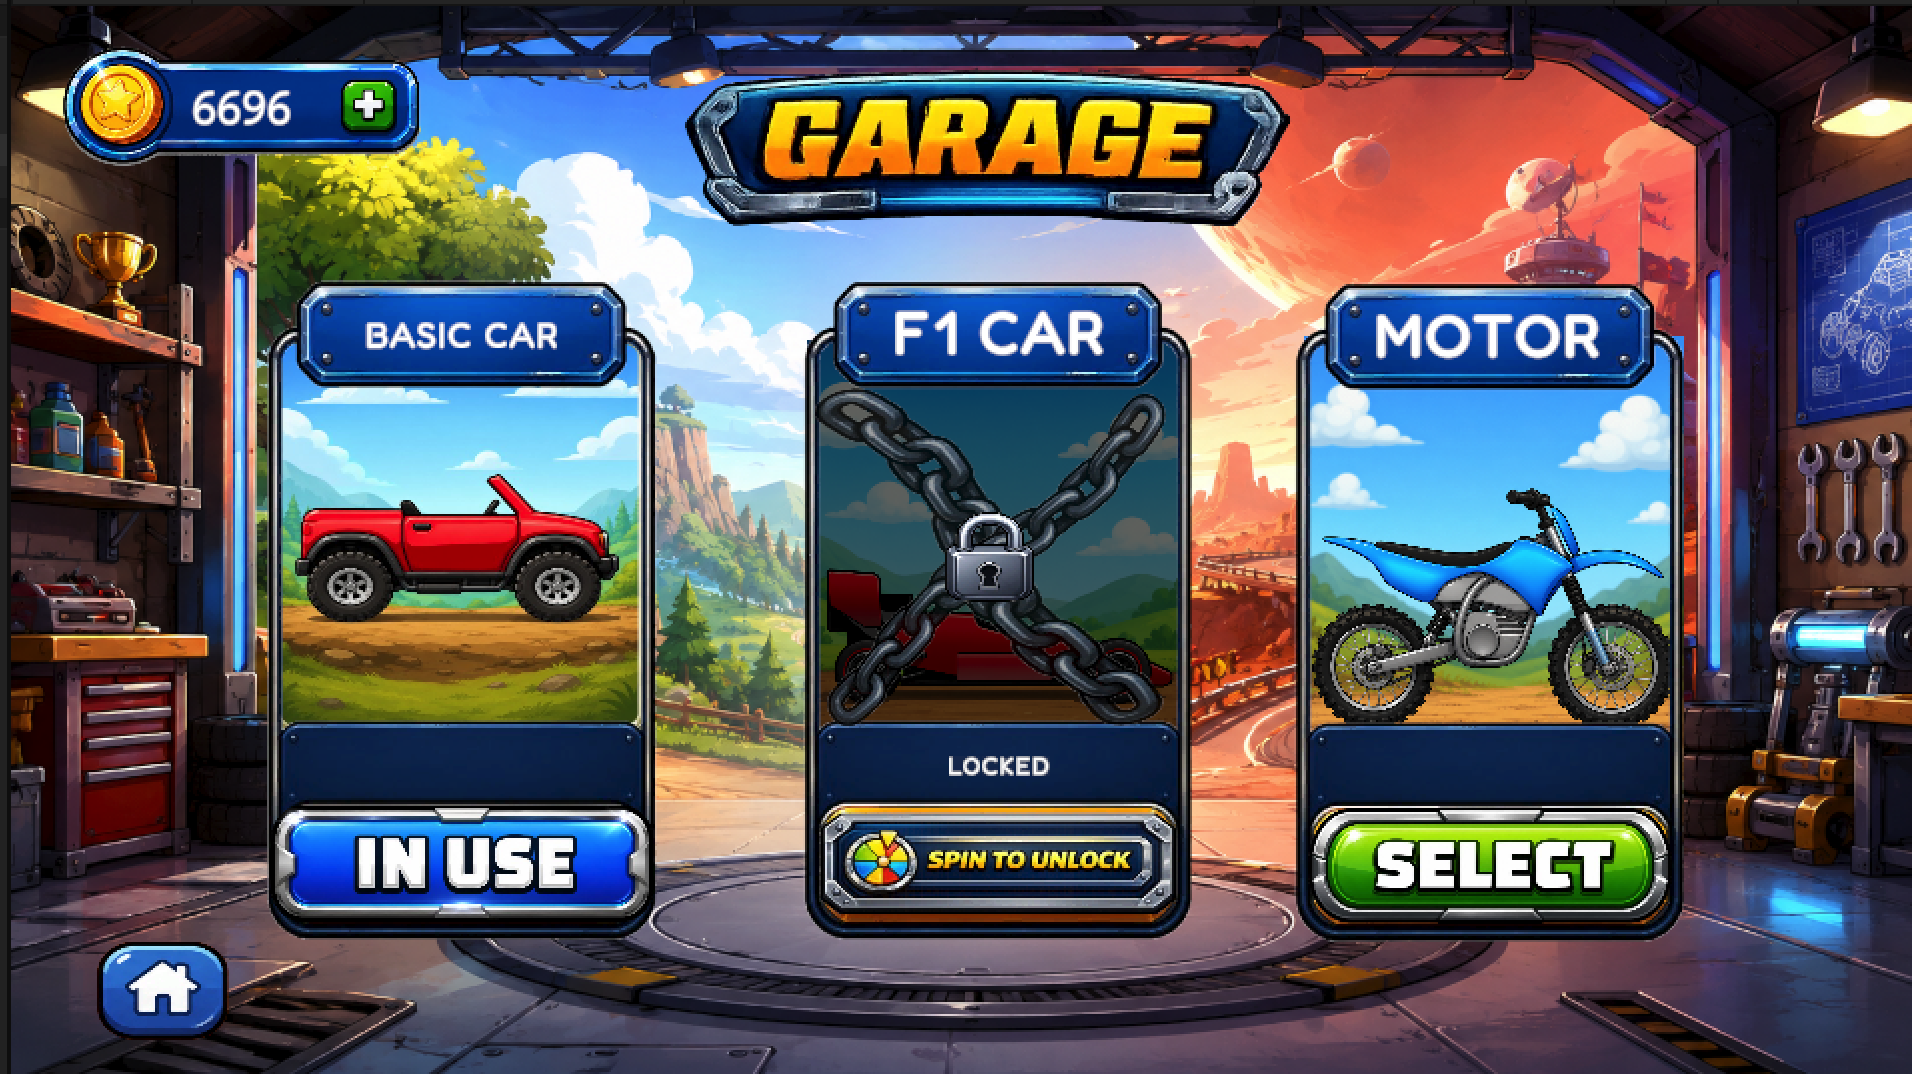 6696
GARAGE
BASIC CAR
F1 CAR
MOTOR
LOCKED
IN USE
SPIN TO UNLOCK
SELECT